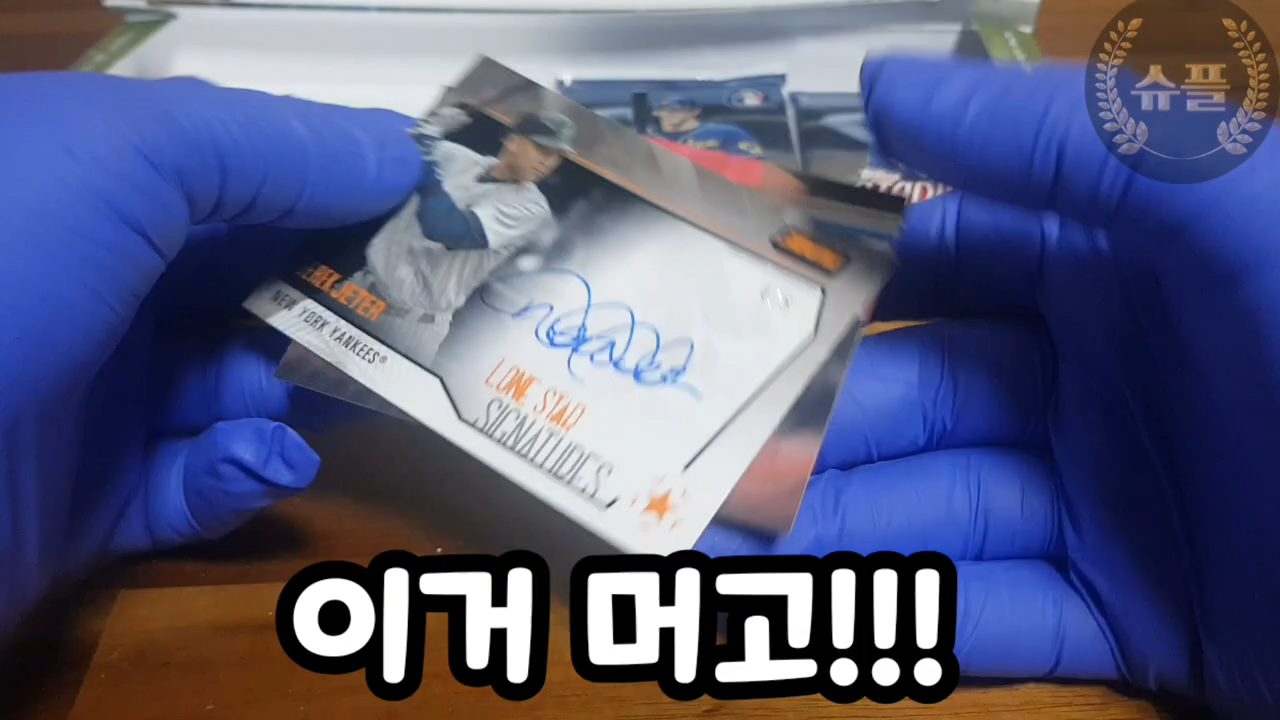 슈플
DEREK JETER
NEW YORK YANKEES®
LONE STAR
SIGNATURES
이거 머고!!!